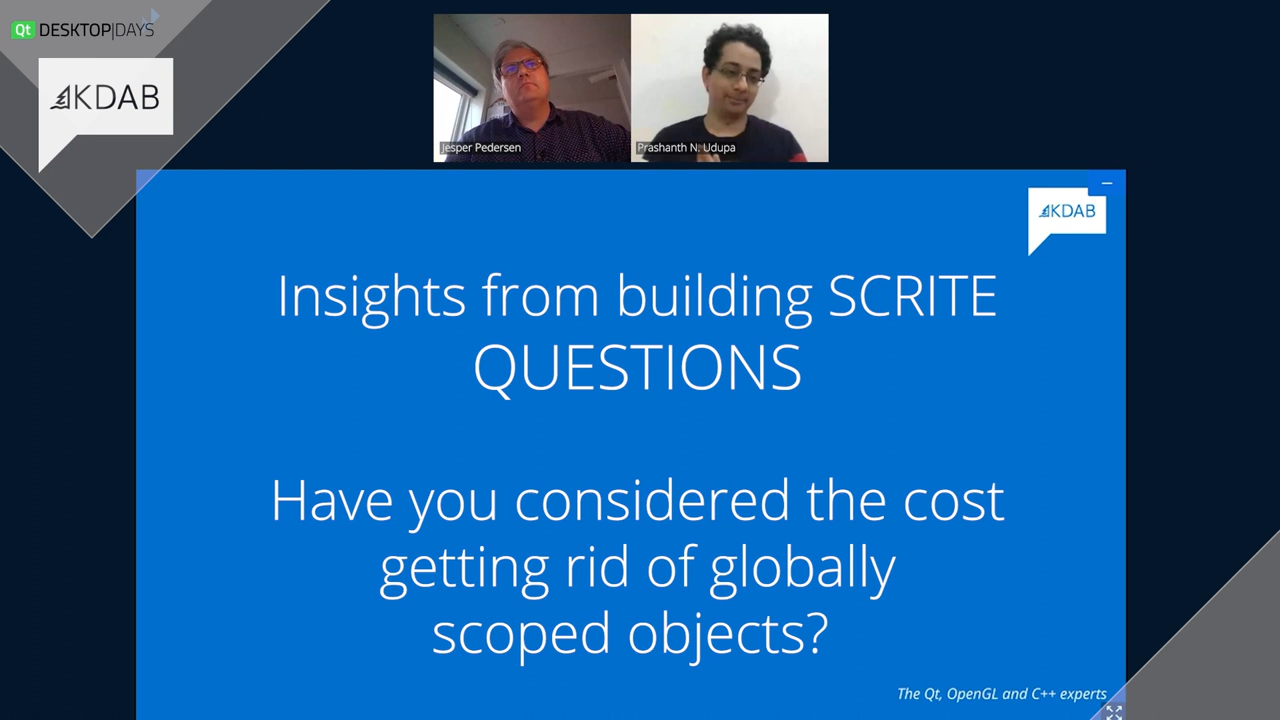 Qt DESKTOP|DAYS
KDAB
Jesper Pedersen
Prashanth N. Udupa
KDAB
Insights from building SCRITE
QUESTIONS
Have you considered the cost
getting rid of globally
scoped objects?
The Qt, OpenGL and C++ experts